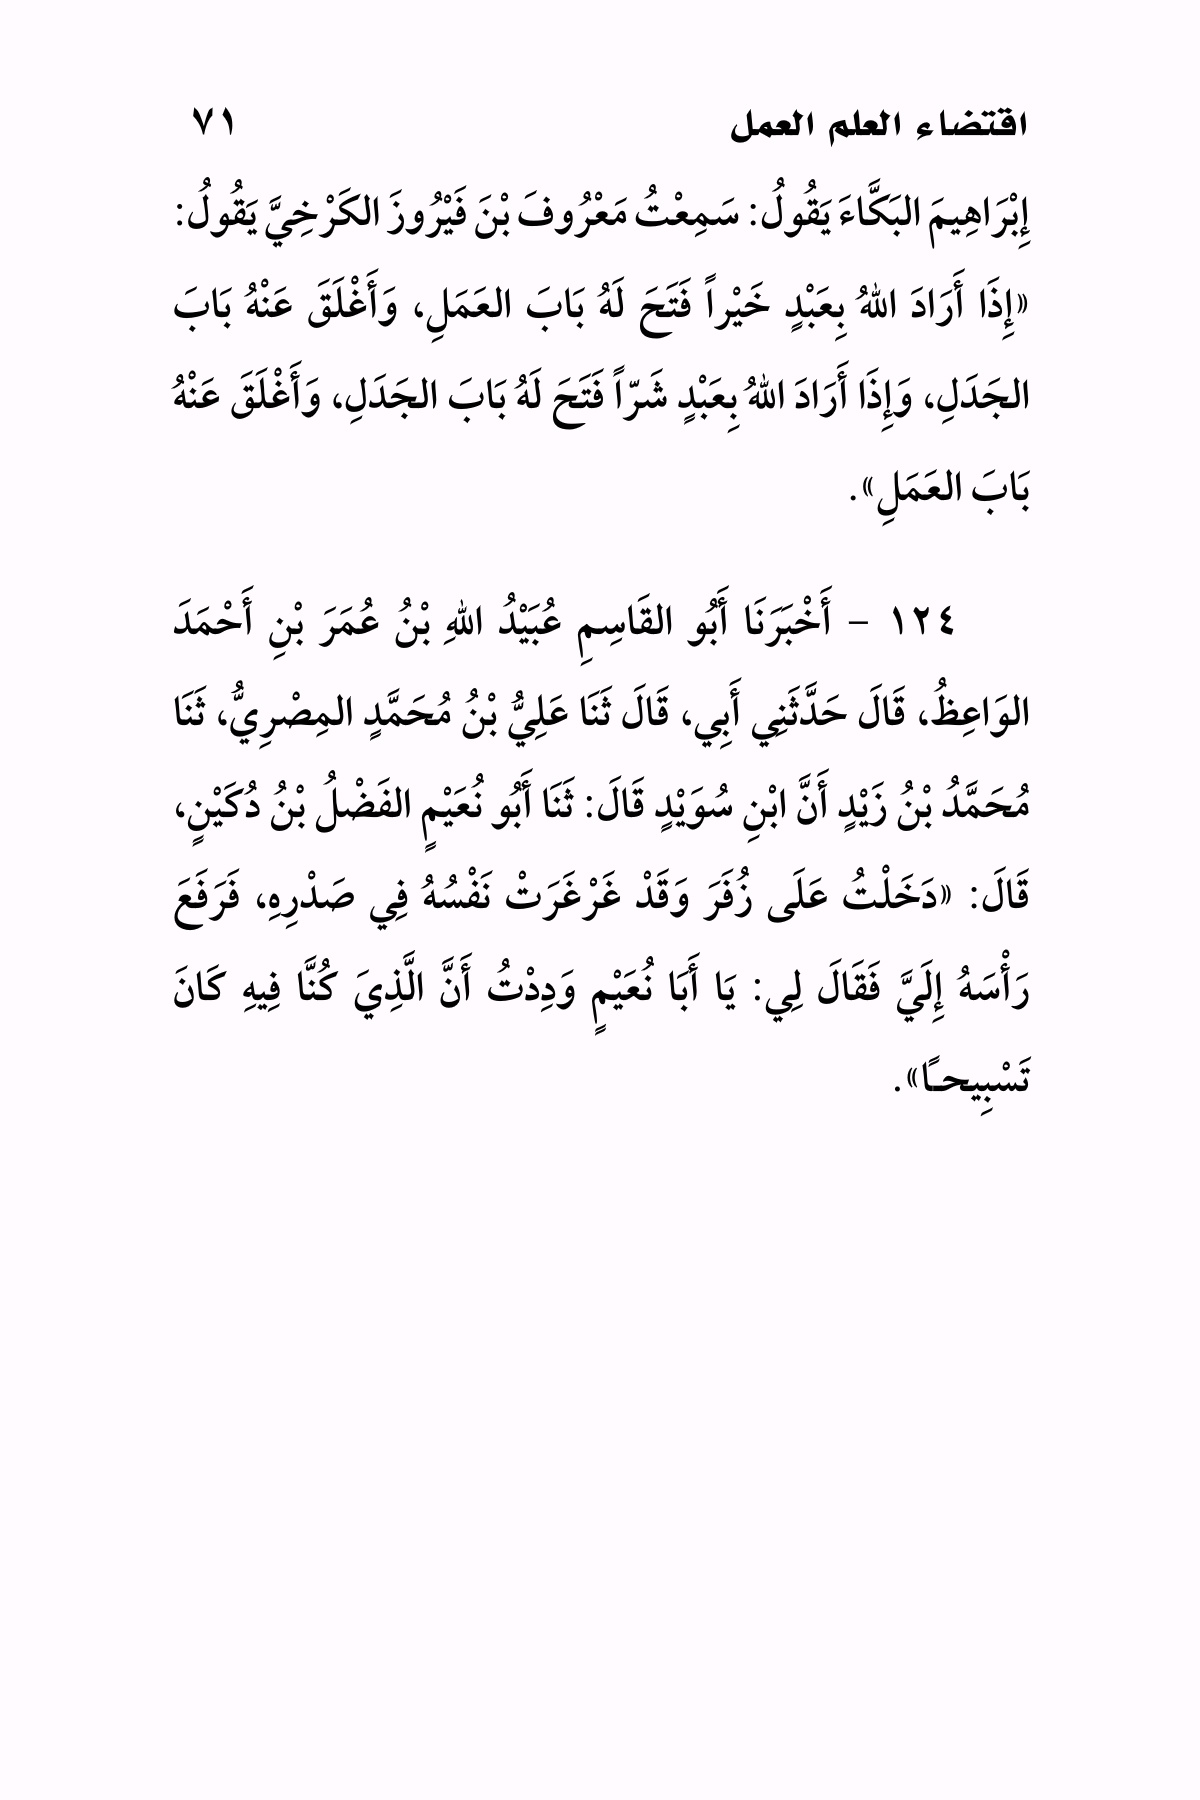 اقتضاء العلم العمل ٧١
إِبْرَاهِيمَ البَكَّاءَ يَقُولُ: سَمِعْتُ مَعْرُوفَ بْنَ فَيْرُوزَ الكَرْخِيَّ يَقُولُ:
«إِذَا أَرَادَ اللهُ بِعَبْدٍ خَيْراً فَتَحَ لَهُ بَابَ العَمَلِ، وَأَغْلَقَ عَنْهُ بَابَ
الجَدَلِ، وَإِذَا أَرَادَ اللهُ بِعَبْدٍ شَرّاً فَتَحَ لَهُ بَابَ الجَدَلِ، وَأَغْلَقَ عَنْهُ
بَابَ العَمَلِ».
١٢٤ – أَخْبَرَنَا أَبُو القَاسِمِ عُبَيْدُ اللهِ بْنُ عُمَرَ بْنِ أَحْمَدَ
الوَاعِظُ، قَالَ حَدَّثَنِي أَبِي، قَالَ ثَنَا عَلِيُّ بْنُ مُحَمَّدٍ المِصْرِيُّ، ثَنَا
مُحَمَّدُ بْنُ زَيْدٍ أَنَّ ابْنِ سُوَيْدٍ قَالَ: ثَنَا أَبُو نُعَيْمٍ الفَضْلُ بْنُ دُكَيْنٍ،
قَالَ: «دَخَلْتُ عَلَى زُفَرَ وَقَدْ غَرْغَرَتْ نَفْسُهُ فِي صَدْرِهِ، فَرَفَعَ
رَأْسَهُ إِلَيَّ فَقَالَ لِي: يَا أَبَا نُعَيْمٍ وَدِدْتُ أَنَّ الَّذِيَ كُنَّا فِيهِ كَانَ
تَسْبِيحـًا».